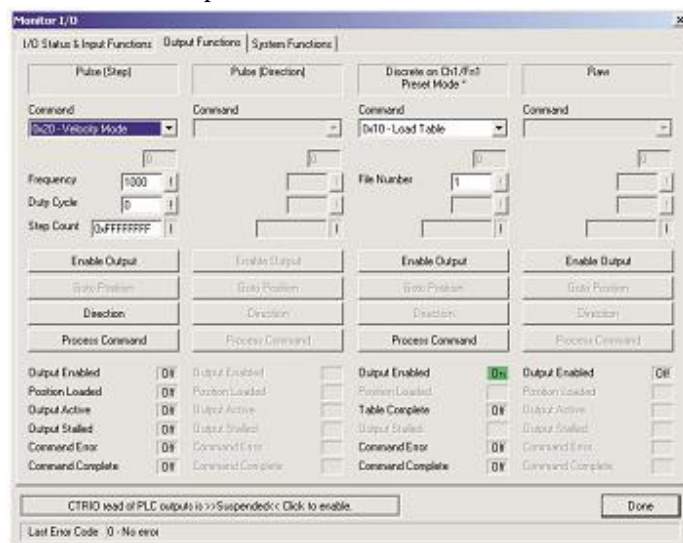 Monitor I/O
I/O Status & Input Functions Output Functions System Functions
Pulse (Step) Pulse (Direction) Discrete on Ch1/Fn1 Preset Mode * Raw
Command Command Command Command
0x20 - Velocity Mode 0x10 - Load Table
0 0 0 0
Frequency 1000 ! ! File Number 1 ! !
Duty Cycle 0 ! ! ! !
Step Count 0xFFFFFFFF ! ! ! !
Enable Output Enable Output Enable Output Enable Output
Goto Position Goto Position Goto Position Goto Position
Direction Direction Direction Direction
Process Command Process Command Process Command Process Command
Output Enabled Off Output Enabled Output Enabled On Output Enabled Off
Position Loaded Off Position Loaded Position Loaded Position Loaded
Output Active Off Output Active Table Complete Off Output Active
Output Stalled Off Output Stalled Output Stalled Output Stalled
Command Error Off Command Error Command Error Off Command Error
Command Complete Off Command Complete Command Complete Off Command Complete
CTRIO read of PLC outputs is >>Suspended<< Click to enable. Done
Last Error Code 0 - No error